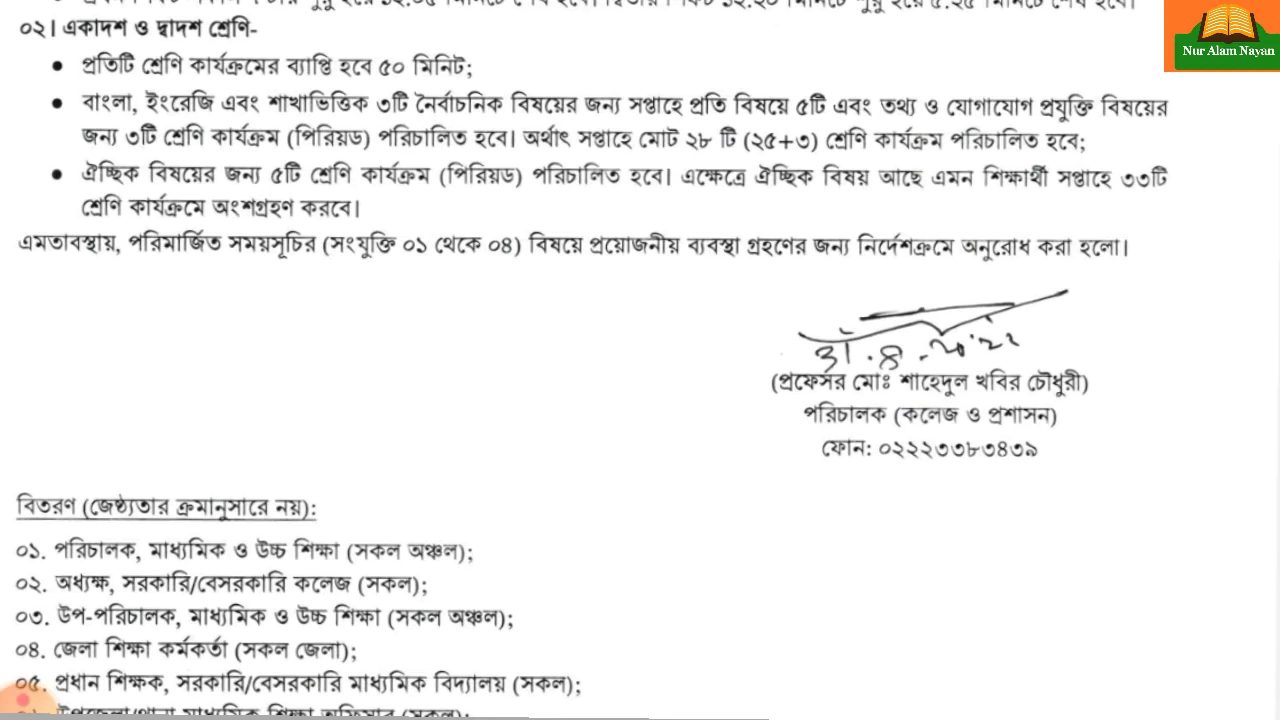 ০২। একাদশ ও দ্বাদশ শ্রেণি-
Nur Alam Nayan
• প্রতিটি শ্রেণি কার্যক্রমের ব্যাপ্তি হবে ৫০ মিনিট;
• বাংলা, ইংরেজি এবং শাখাভিত্তিক ৩টি নৈর্বাচনিক বিষয়ের জন্য সপ্তাহে প্রতি বিষয়ে ৫টি এবং তথ্য ও যোগাযোগ প্রযুক্তি বিষয়ের
জন্য ৩টি শ্রেণি কার্যক্রম (পিরিয়ড) পরিচালিত হবে। অর্থাৎ সপ্তাহে মোট ২৮ টি (২৫+৩) শ্রেণি কার্যক্রম পরিচালিত হবে;
• ঐচ্ছিক বিষয়ের জন্য ৫টি শ্রেণি কার্যক্রম (পিরিয়ড) পরিচালিত হবে। এক্ষেত্রে ঐচ্ছিক বিষয় আছে এমন শিক্ষার্থী সপ্তাহে ৩৩টি
শ্রেণি কার্যক্রমে অংশগ্রহণ করবে।
এমতাবস্থায়, পরিমার্জিত সময়সূচির (সংযুক্তি ০১ থেকে ০৪) বিষয়ে প্রয়োজনীয় ব্যবস্থা গ্রহণের জন্য নির্দেশক্রমে অনুরোধ করা হলো।
(প্রফেসর মোঃ শাহেদুল খবির চৌধুরী)
পরিচালক (কলেজ ও প্রশাসন)
ফোন: ০২২২৩৩৮৩৪৩৯
বিতরণ (জেষ্ঠ্যতার ক্রমানুসারে নয়):
০১. পরিচালক, মাধ্যমিক ও উচ্চ শিক্ষা (সকল অঞ্চল);
০২. অধ্যক্ষ, সরকারি/বেসরকারি কলেজ (সকল);
০৩. উপ-পরিচালক, মাধ্যমিক ও উচ্চ শিক্ষা (সকল অঞ্চল);
০৪. জেলা শিক্ষা কর্মকর্তা (সকল জেলা);
০৫. প্রধান শিক্ষক, সরকারি/বেসরকারি মাধ্যমিক বিদ্যালয় (সকল);